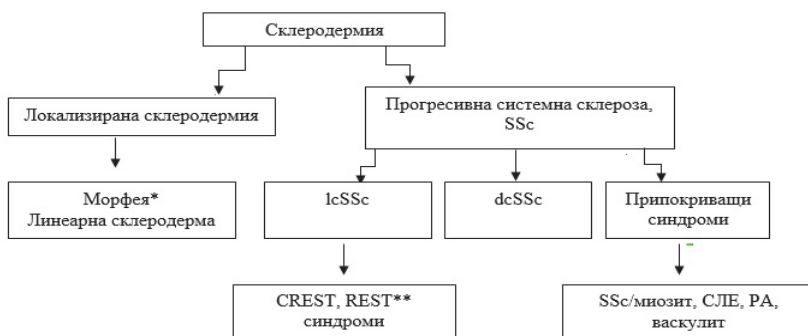 Склеродермия
Локализирана склеродермия
Прогресивна системна склероза,
SSc
Морфея*
Линеарна склеродерма
lcSSc
dcSSc
Припокриващи
синдроми
CREST, REST**
синдроми
SSc/миозит, СЛЕ, РА,
васкулит